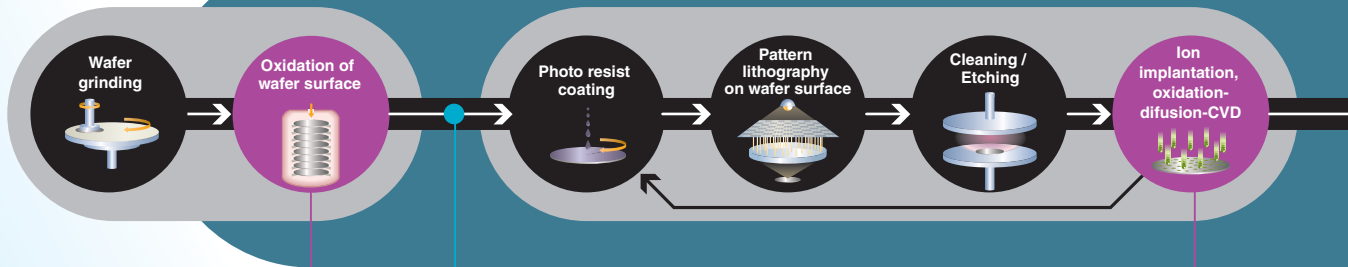 Wafer
grinding
Oxidation of
wafer surface
Photo resist
coating
Pattern
lithography
on wafer surface
Cleaning /
Etching
Ion
implantation,
oxidation-
difusion-CVD